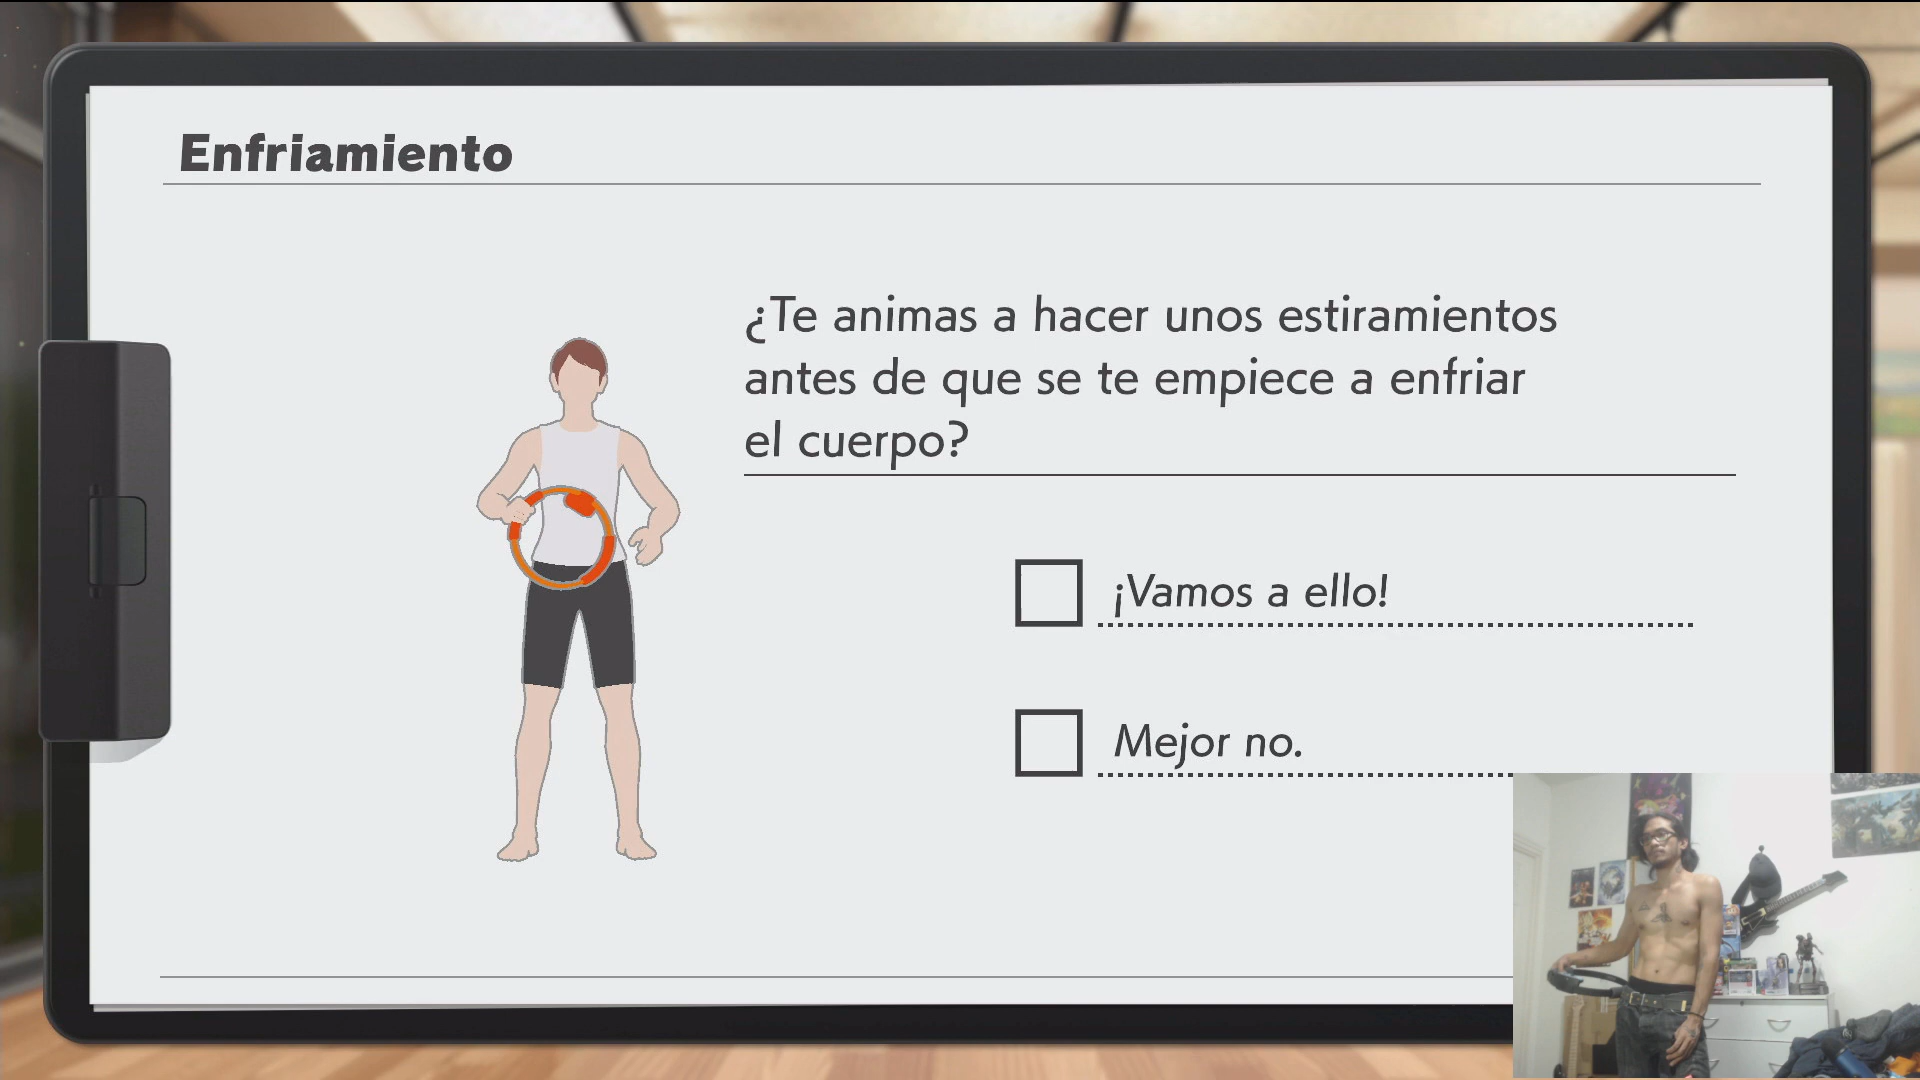 Enfriamiento
¿Te animas a hacer unos estiramientos
antes de que se te empiece a enfriar
el cuerpo?
¡Vamos a ello!
Mejor no.